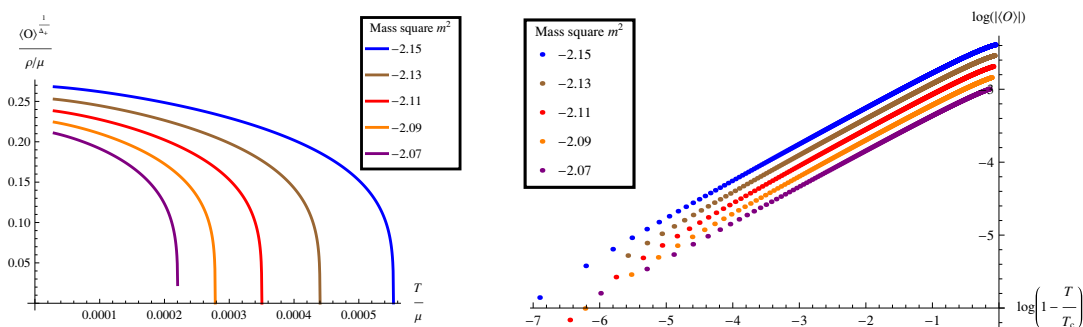 ⟨O⟩^{1/Δ₊}
ρ/μ
Mass square m²
−2.15
−2.13
−2.11
−2.09
−2.07
0.25
0.20
0.15
0.10
0.05
0.0001 0.0002 0.0003 0.0004 0.0005
T
μ
log(|⟨O⟩|)
Mass square m²
−2.15
−2.13
−2.11
−2.09
−2.07
−3
−4
−5
−7 −6 −5 −4 −3 −2 −1
log(1 − T/T_c)